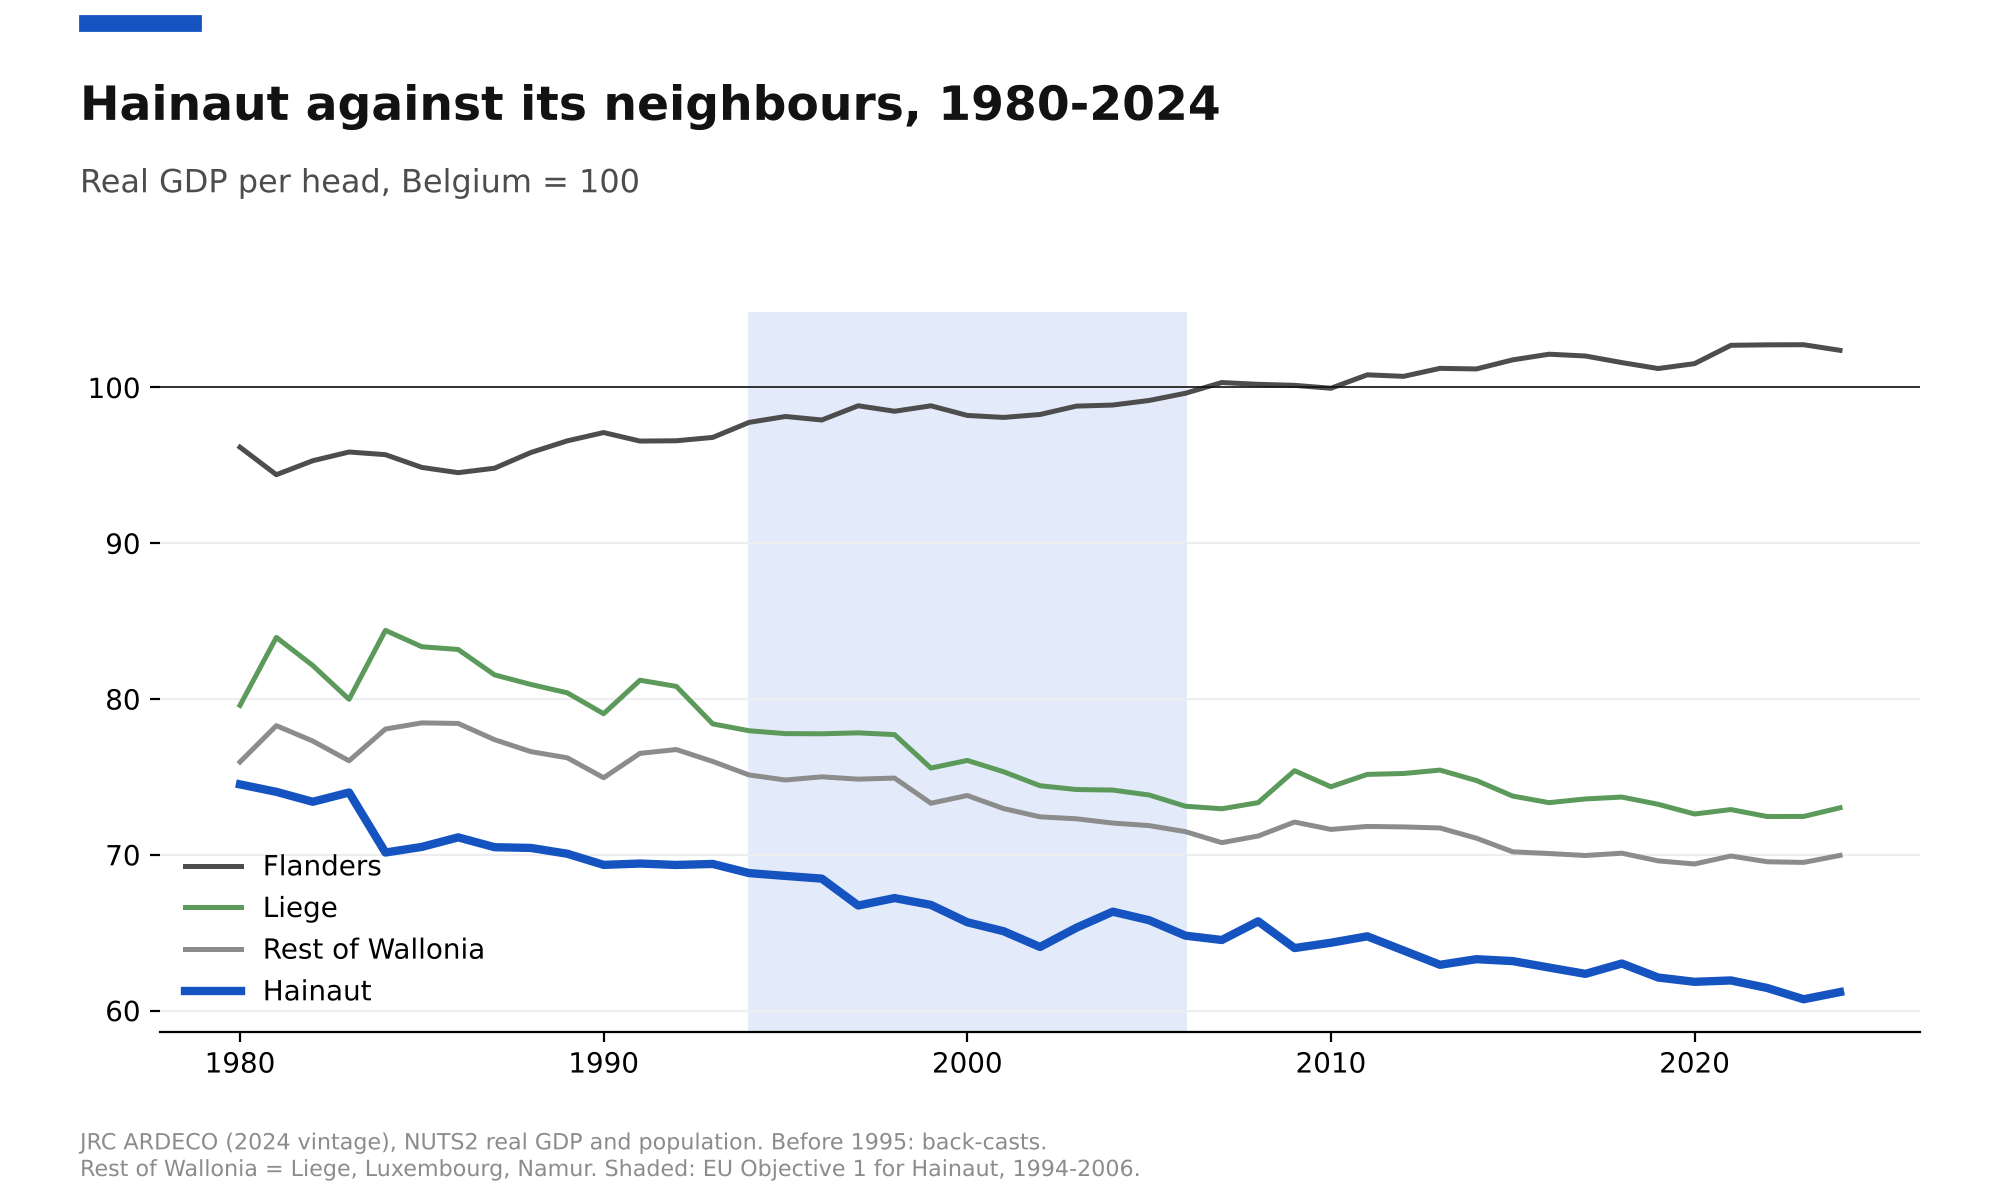 Hainaut against its neighbours, 1980-2024
Real GDP per head, Belgium = 100
100
90
80
70
60
Flanders
Liege
Rest of Wallonia
Hainaut
1980 1990 2000 2010 2020
JRC ARDECO (2024 vintage), NUTS2 real GDP and population. Before 1995: back-casts.
Rest of Wallonia = Liege, Luxembourg, Namur. Shaded: EU Objective 1 for Hainaut, 1994-2006.